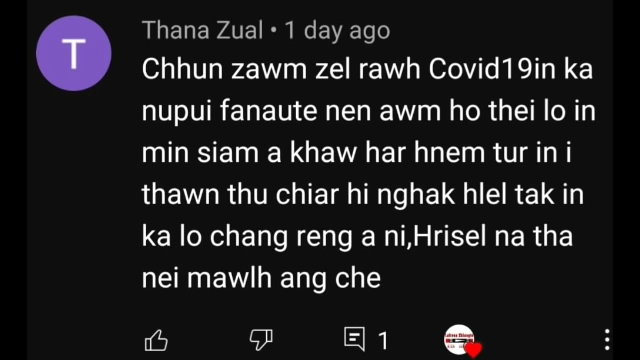 T
Thana Zual • 1 day ago
Chhun zawm zel rawh Covid19in ka
nupui fanaute nen awm ho thei lo in
min siam a khaw har hnem tur in i
thawn thu chiar hi nghak hlel tak in
ka lo chang reng a ni,Hrisel na tha
nei mawlh ang che
1